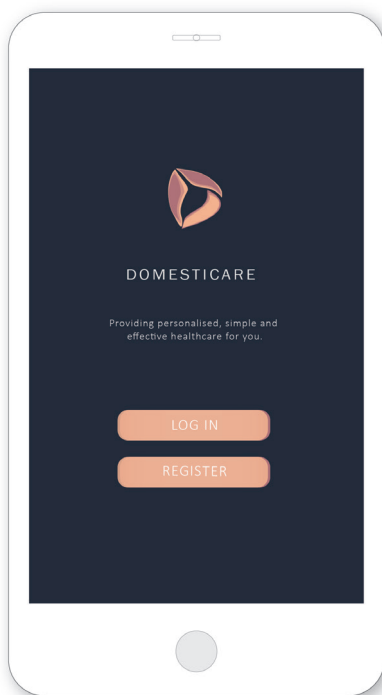 DOMESTICARE
Providing personalised, simple and
effective healthcare for you.
LOG IN
REGISTER